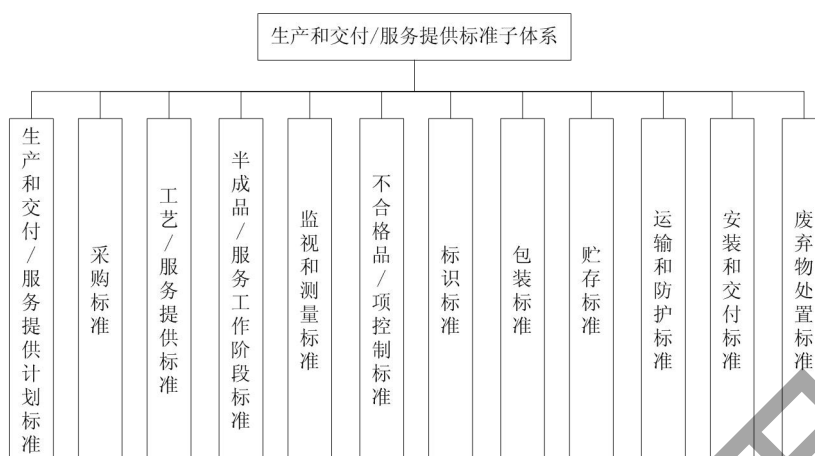 生产和交付/服务提供标准子体系
生产和交付/服务提供计划标准
采购标准
工艺/服务提供标准
半成品/服务工作阶段标准
监视和测量标准
不合格品/项控制标准
标识标准
包装标准
贮存标准
运输和防护标准
安装和交付标准
废弃物处置标准